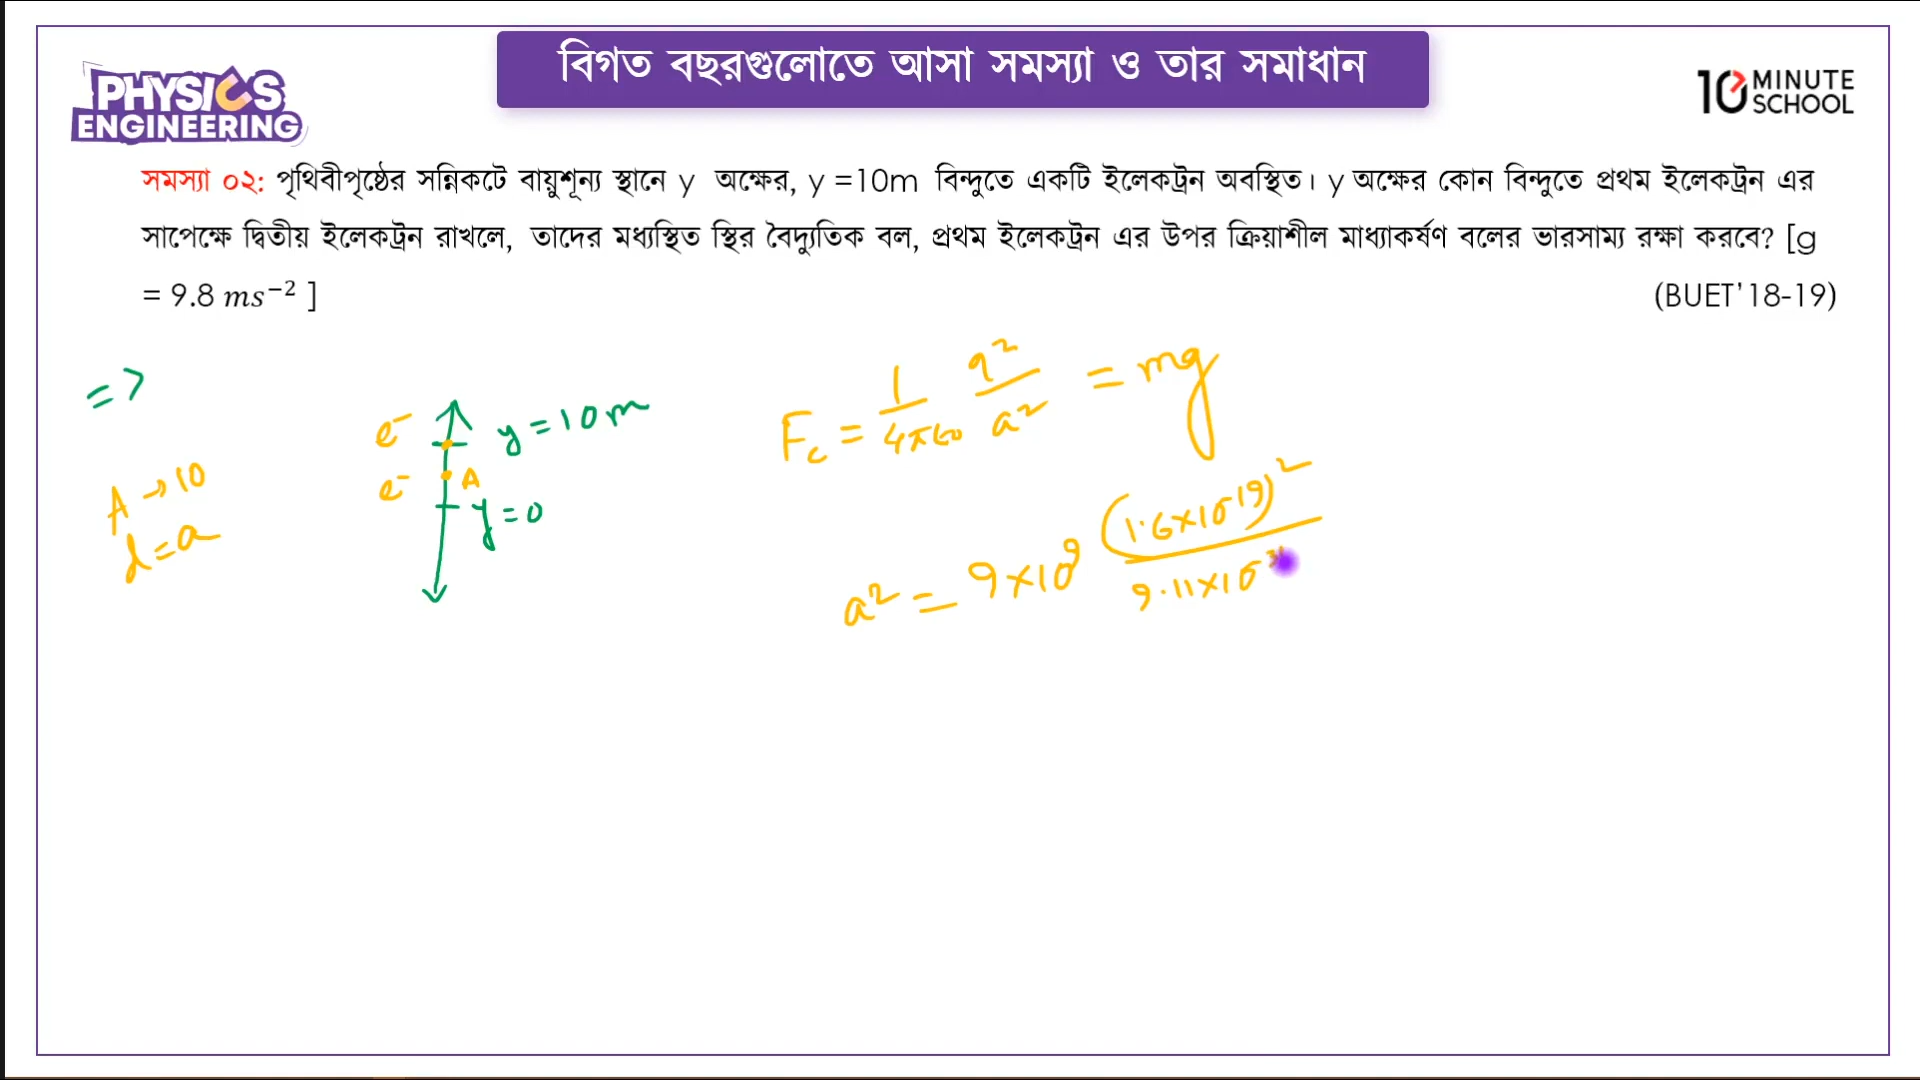 বিগত বছরগুলোতে আসা সমস্যা ও তার সমাধান
PHYSICS
ENGINEERING
10 MINUTE
SCHOOL
সমস্যা ০২: পৃথিবীপৃষ্ঠের সন্নিকটে বায়ুশূন্য স্থানে y অক্ষের, y =10m বিন্দুতে একটি ইলেকট্রন অবস্থিত। y অক্ষের কোন বিন্দুতে প্রথম ইলেকট্রন এর
সাপেক্ষে দ্বিতীয় ইলেকট্রন রাখলে, তাদের মধ্যস্থিত স্থির বৈদ্যুতিক বল, প্রথম ইলেকট্রন এর উপর ক্রিয়াশীল মাধ্যাকর্ষণ বলের ভারসাম্য রক্ষা করবে? [g
= 9.8 ms⁻² ] (BUET'18-19)
=>
e⁻ y = 10m
e⁻ A
y = 0
A → 10
d = a
F_c = 1/4πε₀ q²/a² = mg
a² = 9×10⁹ (1.6×10⁻¹⁹)² / 9.11×10⁻³¹